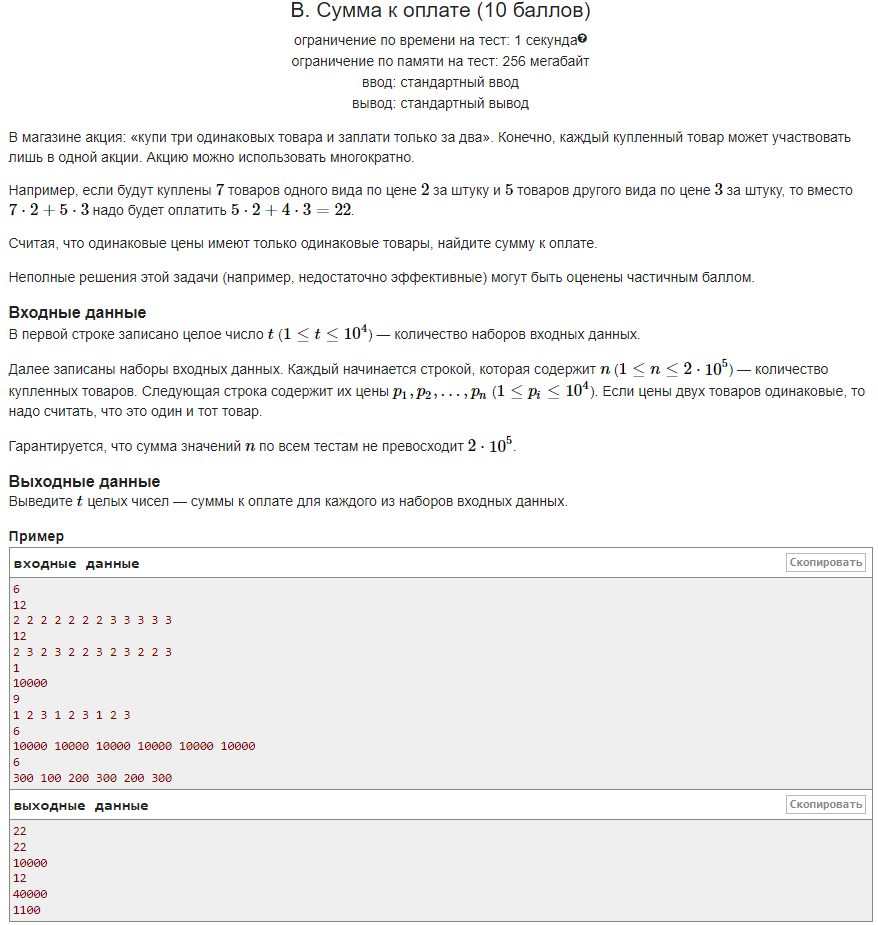 B. Сумма к оплате (10 баллов)
ограничение по времени на тест: 1 секунда?
ограничение по памяти на тест: 256 мегабайт
ввод: стандартный ввод
вывод: стандартный вывод
В магазине акция: «купи три одинаковых товара и заплати только за два». Конечно, каждый купленный товар может участвовать
лишь в одной акции. Акцию можно использовать многократно.
Например, если будут куплены 7 товаров одного вида по цене 2 за штуку и 5 товаров другого вида по цене 3 за штуку, то вместо
7 · 2 + 5 · 3 надо будет оплатить 5 · 2 + 4 · 3 = 22.
Считая, что одинаковые цены имеют только одинаковые товары, найдите сумму к оплате.
Неполные решения этой задачи (например, недостаточно эффективные) могут быть оценены частичным баллом.
Входные данные
В первой строке записано целое число t (1 ≤ t ≤ 10⁴) — количество наборов входных данных.
Далее записаны наборы входных данных. Каждый начинается строкой, которая содержит n (1 ≤ n ≤ 2 · 10⁵) — количество
купленных товаров. Следующая строка содержит их цены p₁, p₂, . . . , pₙ (1 ≤ pᵢ ≤ 10⁴). Если цены двух товаров одинаковые, то
надо считать, что это один и тот товар.
Гарантируется, что сумма значений n по всем тестам не превосходит 2 · 10⁵.
Выходные данные
Выведите t целых чисел — суммы к оплате для каждого из наборов входных данных.
Пример
входные данные Скопировать
6
12
2 2 2 2 2 2 2 3 3 3 3 3
12
2 3 2 3 2 2 3 2 3 2 2 3
1
10000
9
1 2 3 1 2 3 1 2 3
6
10000 10000 10000 10000 10000 10000
6
300 100 200 300 200 300
выходные данные Скопировать
22
22
10000
12
40000
1100